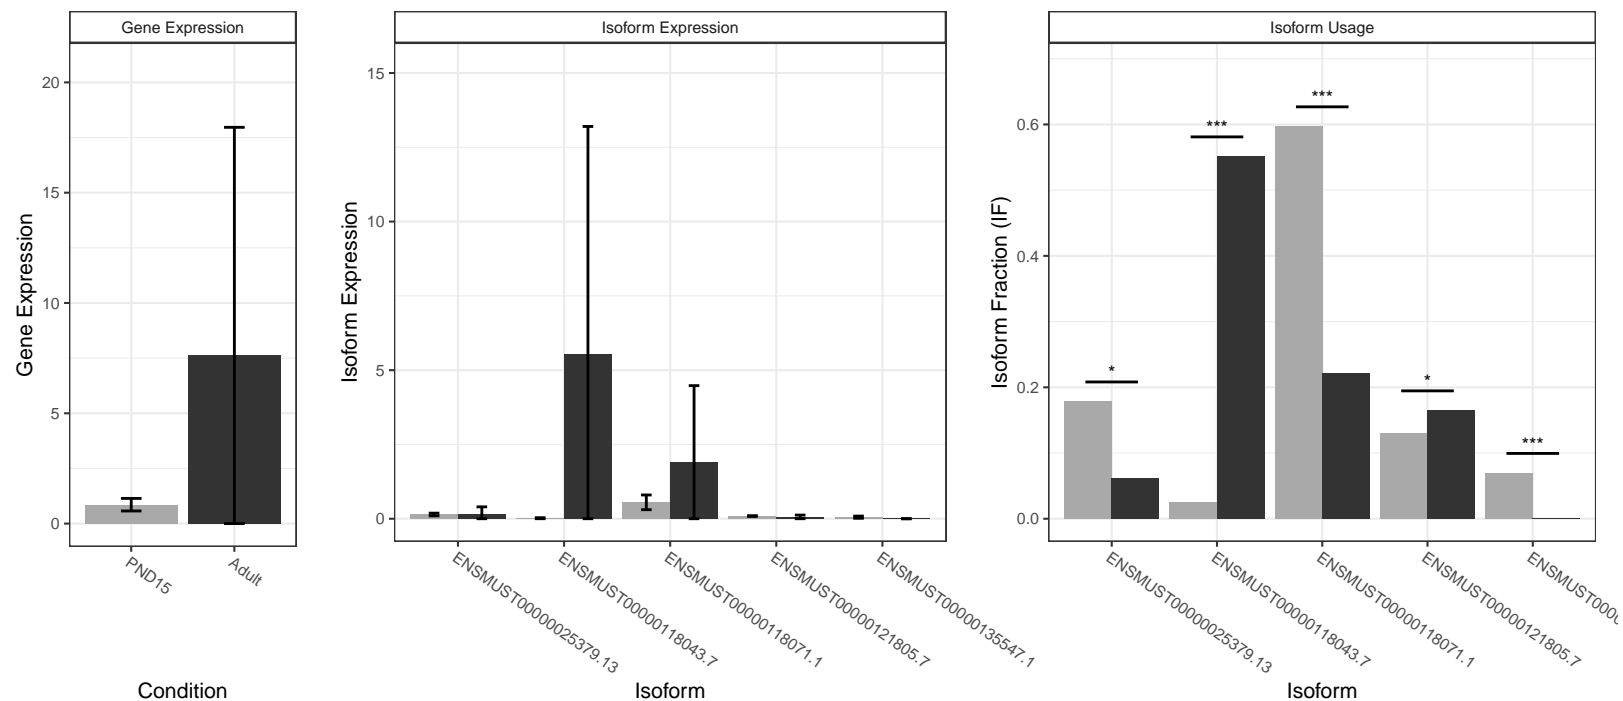 Gene Expression
Gene Expression
20
15
10
5
0
PND15
Adult
Condition
Isoform Expression
Isoform Expression
15
10
5
0
ENSMUST00000025379.13
ENSMUST00000118043.7
ENSMUST00000118071.1
ENSMUST00000121805.7
ENSMUST00000135547.1
Isoform
Isoform Usage
Isoform Fraction (IF)
0.6
0.4
0.2
0.0
*
***
***
*
***
ENSMUST00000025379.13
ENSMUST00000118043.7
ENSMUST00000118071.1
ENSMUST00000121805.7
Isoform